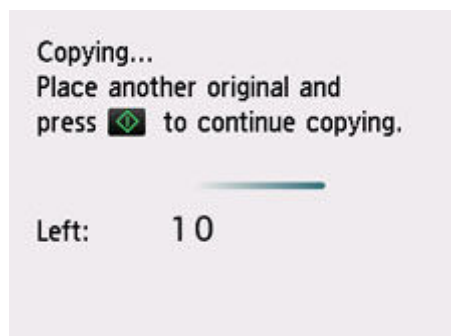 Copying...
Place another original and
press to continue copying.
Left: 10